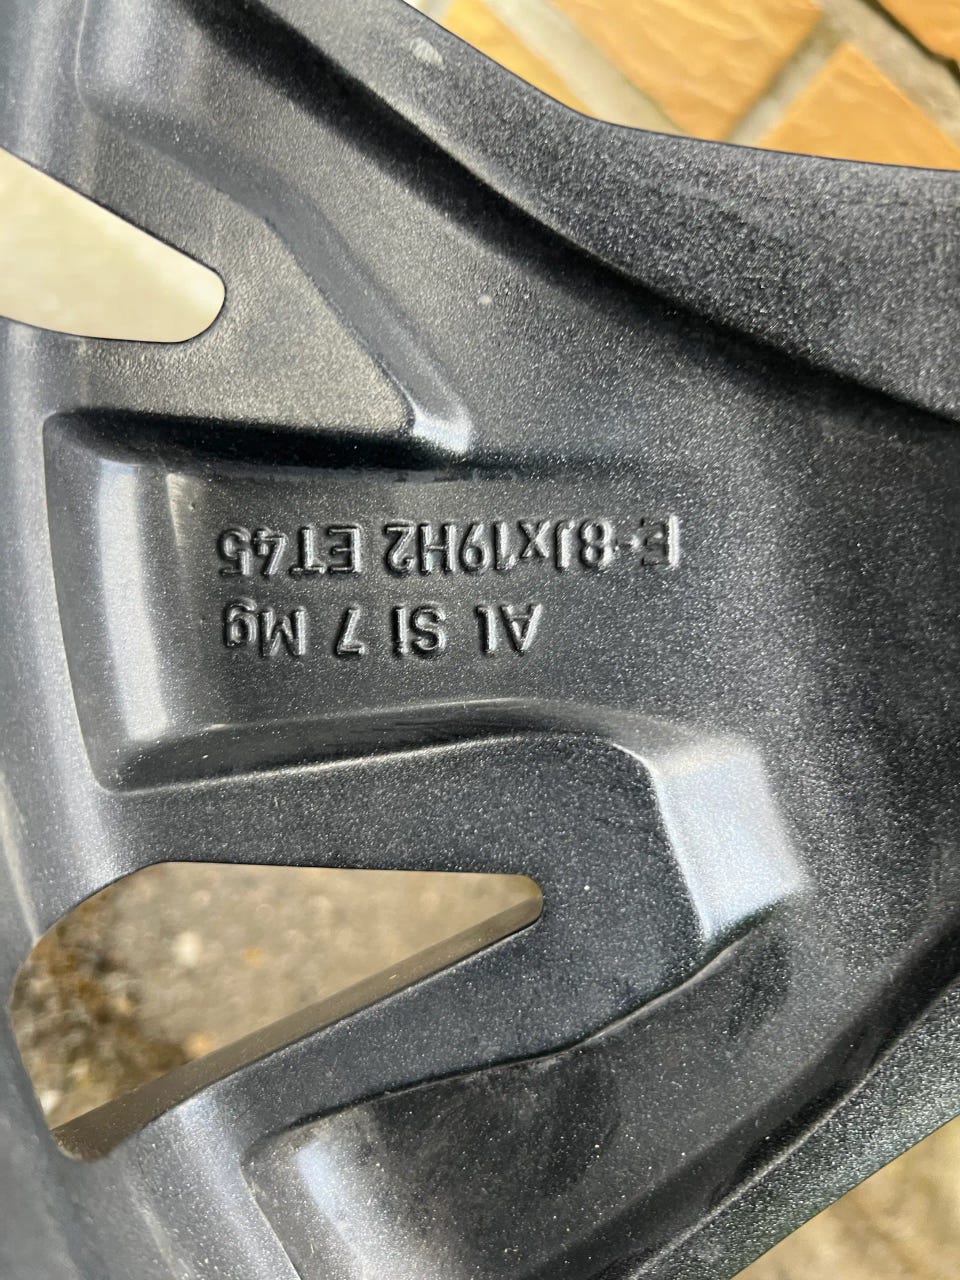 Al Si 7 Mg
E-8Jx19H2 ET45